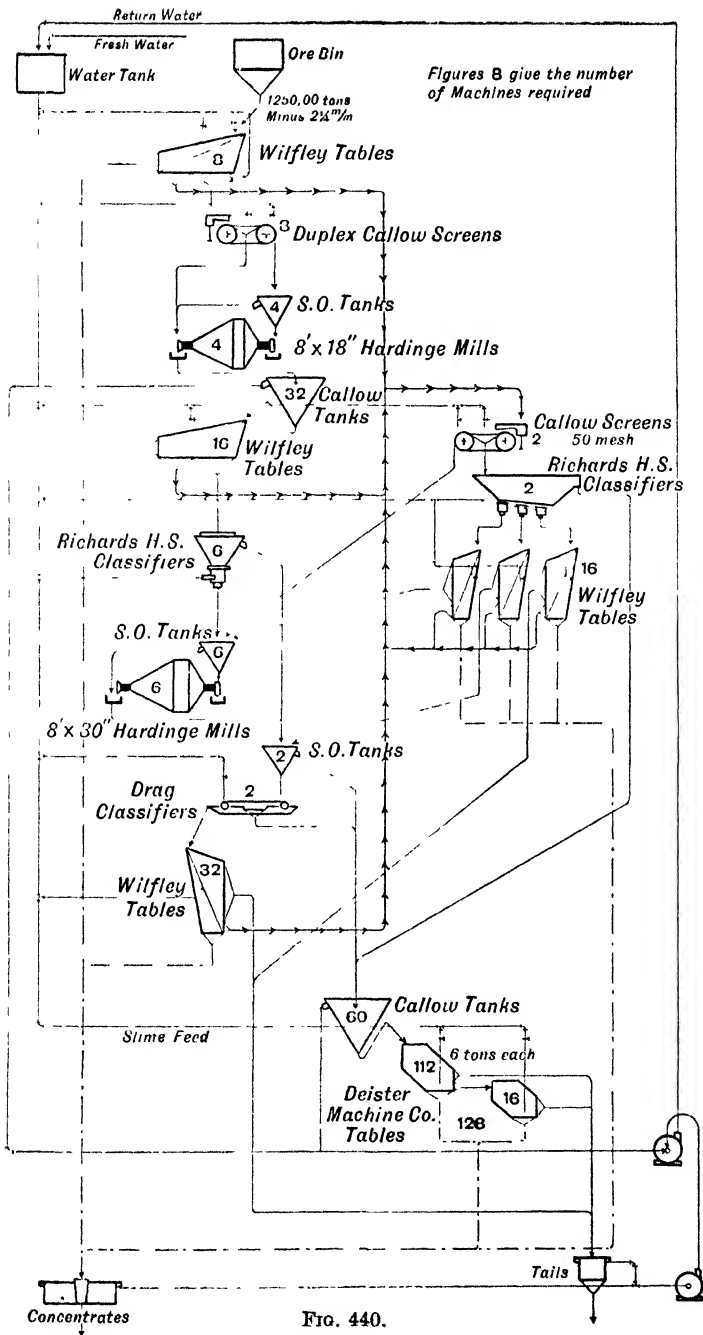 Return Water
Fresh Water
Water Tank
Ore Bin
Figures 8 give the number
of Machines required
1250,00 tons
Minus 2¼ m/m
8
Wilfley Tables
3
Duplex Callow Screens
4
S.O. Tanks
4
8' x 18" Hardinge Mills
32
Callow
Tanks
16
Wilfley
Tables
Callow Screens
2
50 mesh
Richards H.S.
Classifiers
2
Richards H.S.
Classifiers
6
16
Wilfley
Tables
S.O. Tanks
6
6
8' x 30" Hardinge Mills
2
S.O. Tanks
2
Drag
Classifiers
32
Wilfley
Tables
60
Callow Tanks
Slime Feed
6 tons each
112
16
Deister
Machine Co.
Tables
128
Tails
Concentrates
FIG. 440.